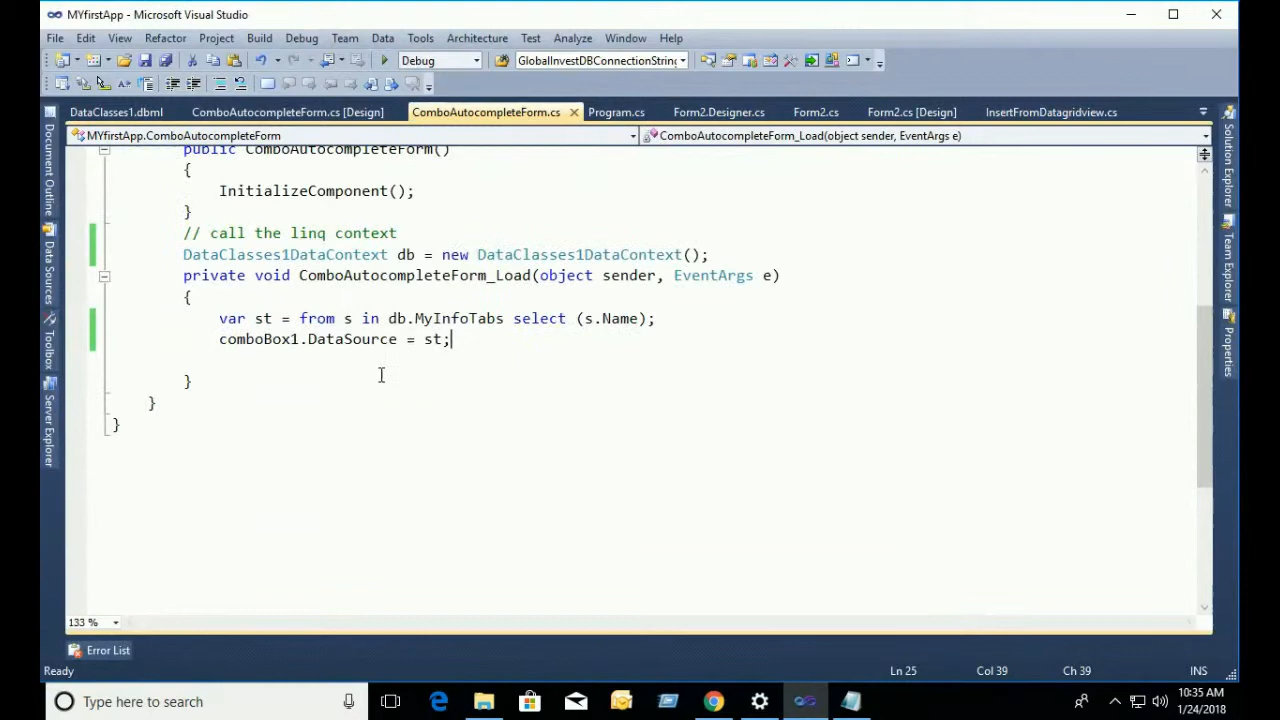 MYfirstApp - Microsoft Visual Studio
File Edit View Refactor Project Build Debug Team Data Tools Architecture Test Analyze Window Help
Debug GlobalInvestDBConnectionString
DataClasses1.dbml ComboAutocompleteForm.cs [Design] ComboAutocompleteForm.cs Program.cs Form2.Designer.cs Form2.cs Form2.cs [Design] InsertFromDatagridview.cs
MYfirstApp.ComboAutocompleteForm ComboAutocompleteForm_Load(object sender, EventArgs e)
Document Outline
Data Sources
Toolbox
Server Explorer
public ComboAutocompleteForm()
{
InitializeComponent();
}
// call the linq context
DataClasses1DataContext db = new DataClasses1DataContext();
private void ComboAutocompleteForm_Load(object sender, EventArgs e)
{
var st = from s in db.MyInfoTabs select (s.Name);
comboBox1.DataSource = st;
}
}
}
Solution Explorer
Team Explorer
Properties
133 %
Error List
Ready Ln 25 Col 39 Ch 39 INS
Type here to search
10:35 AM
1/24/2018